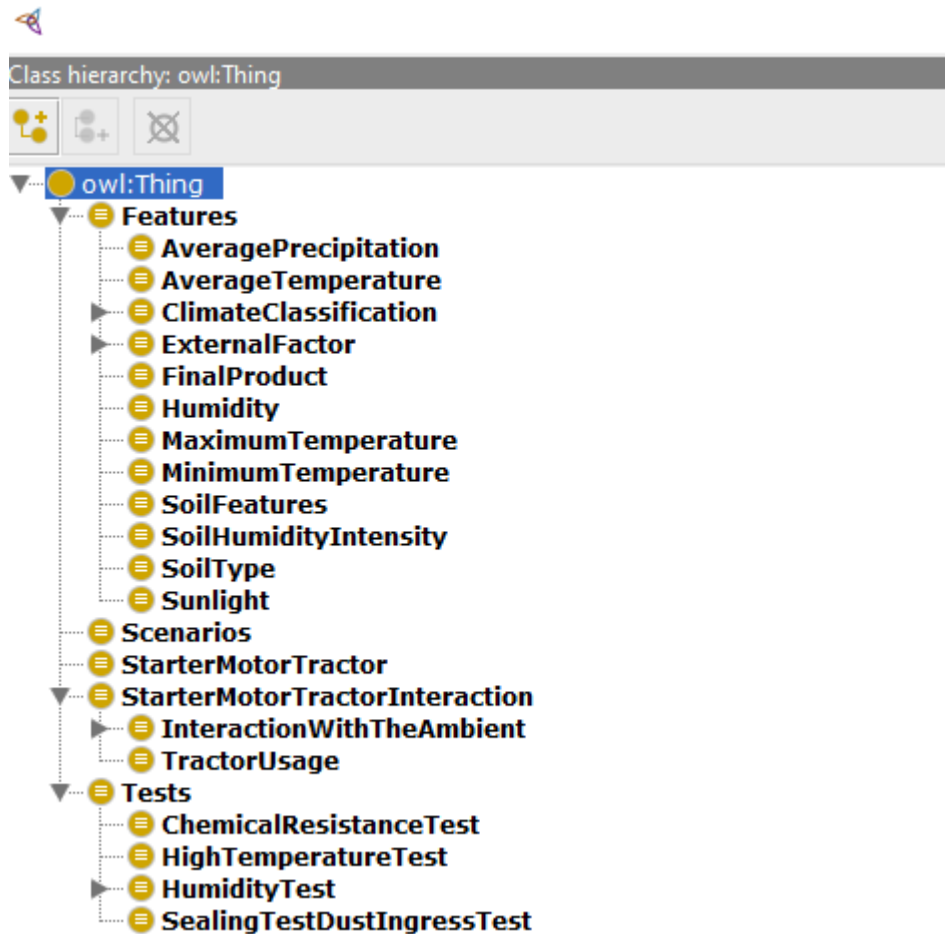 Class hierarchy: owl:Thing
owl:Thing
Features
AveragePrecipitation
AverageTemperature
ClimateClassification
ExternalFactor
FinalProduct
Humidity
MaximumTemperature
MinimumTemperature
SoilFeatures
SoilHumidityIntensity
SoilType
Sunlight
Scenarios
StarterMotorTractor
StarterMotorTractorInteraction
InteractionWithTheAmbient
TractorUsage
Tests
ChemicalResistanceTest
HighTemperatureTest
HumidityTest
SealingTestDustIngressTest